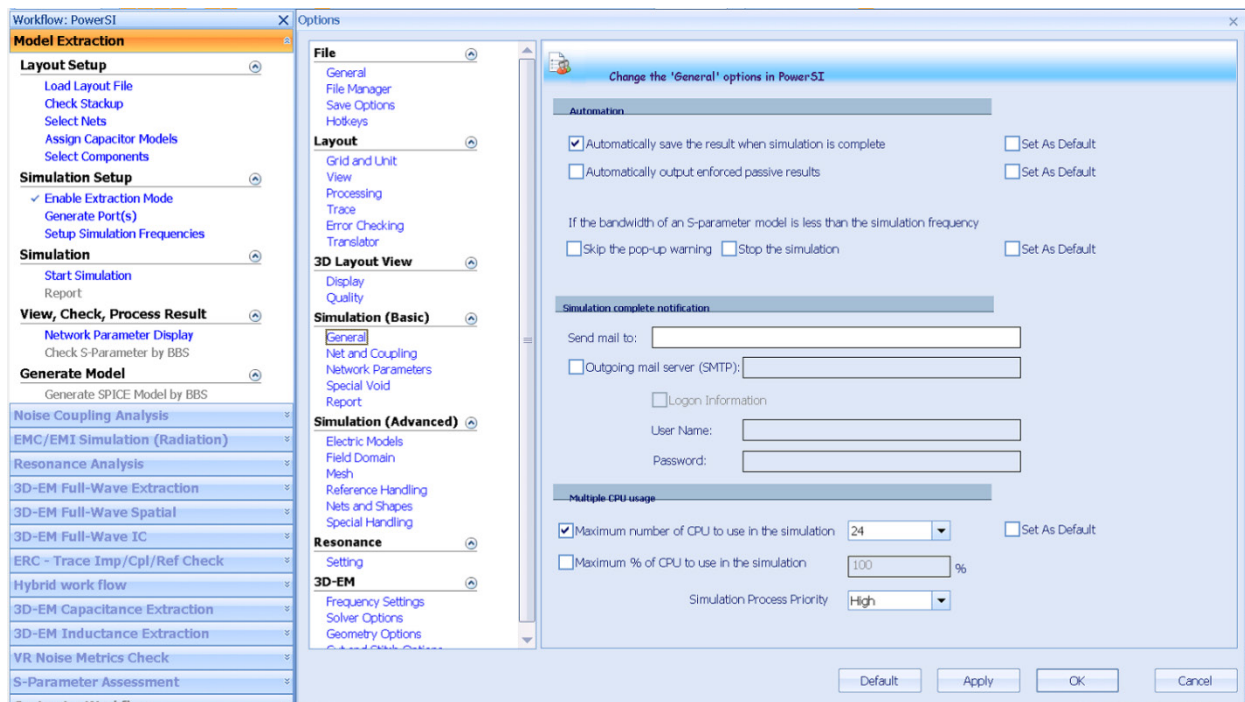 Workflow: PowerSI
Model Extraction
Layout Setup
Load Layout File
Check Stackup
Select Nets
Assign Capacitor Models
Select Components
Simulation Setup
Enable Extraction Mode
Generate Port(s)
Setup Simulation Frequencies
Simulation
Start Simulation
Report
View, Check, Process Result
Network Parameter Display
Check S-Parameter by BBS
Generate Model
Generate SPICE Model by BBS
Noise Coupling Analysis
EMC/EMI Simulation (Radiation)
Resonance Analysis
3D-EM Full-Wave Extraction
3D-EM Full-Wave Spatial
3D-EM Full-Wave IC
ERC - Trace Imp/Cpl/Ref Check
Hybrid work flow
3D-EM Capacitance Extraction
3D-EM Inductance Extraction
VR Noise Metrics Check
S-Parameter Assessment
Options
File
General
File Manager
Save Options
Hotkeys
Layout
Grid and Unit
View
Processing
Trace
Error Checking
Translator
3D Layout View
Display
Quality
Simulation (Basic)
General
Net and Coupling
Network Parameters
Special Void
Report
Simulation (Advanced)
Electric Models
Field Domain
Mesh
Reference Handling
Nets and Shapes
Special Handling
Resonance
Setting
3D-EM
Frequency Settings
Solver Options
Geometry Options
Change the 'General' options in PowerSI
Automation
Automatically save the result when simulation is complete Set As Default
Automatically output enforced passive results Set As Default
If the bandwidth of an S-parameter model is less than the simulation frequency
Skip the pop-up warning Stop the simulation Set As Default
Simulation complete notification
Send mail to:
Outgoing mail server (SMTP):
Logon Information
User Name:
Password:
Multiple CPU usage
Maximum number of CPU to use in the simulation 24 Set As Default
Maximum % of CPU to use in the simulation 100 %
Simulation Process Priority High
Default Apply OK Cancel